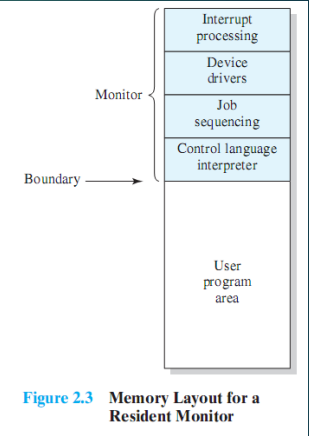 Interrupt
processing
Device
drivers
Monitor
Job
sequencing
Control language
interpreter
Boundary
User
program
area
Figure 2.3 Memory Layout for a
Resident Monitor